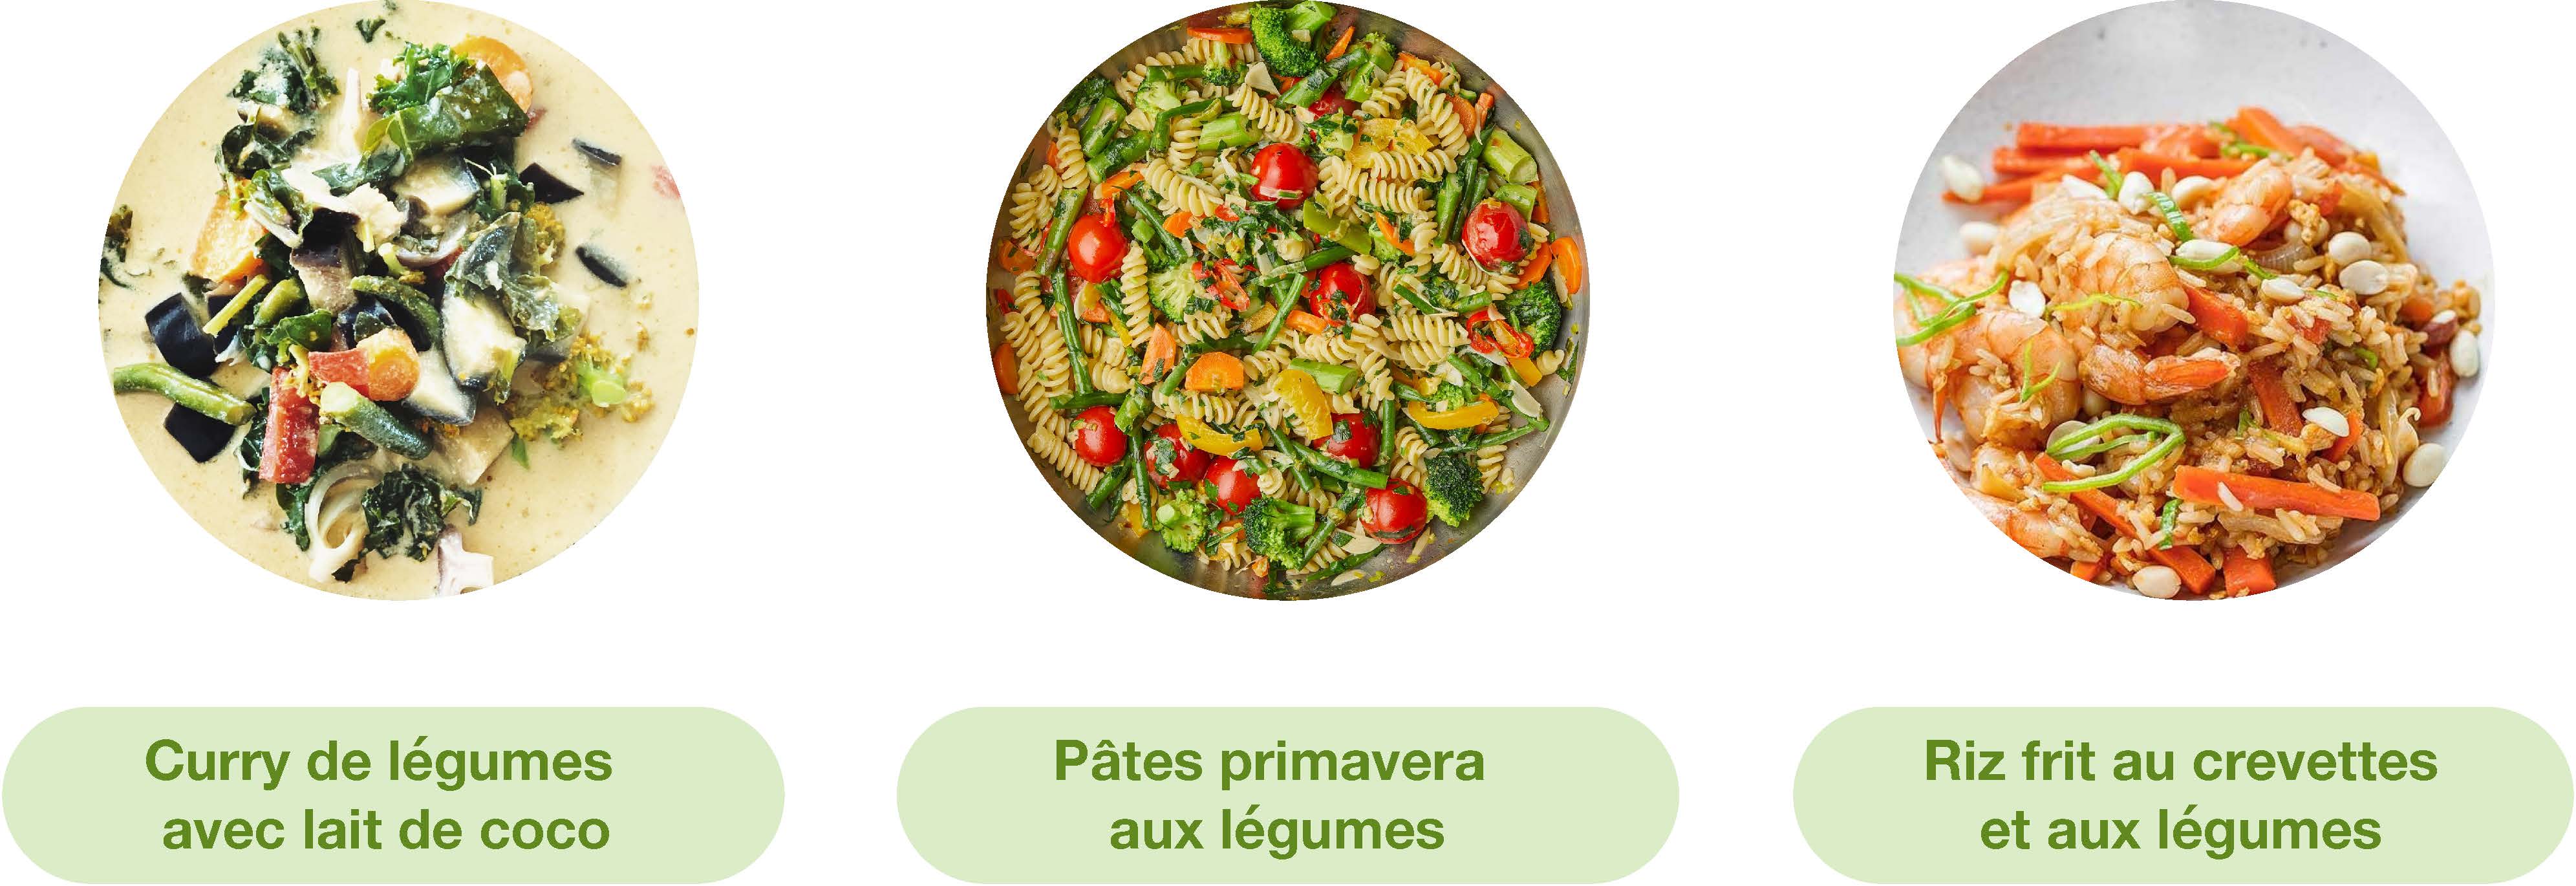 Curry de légumes
avec lait de coco
Pâtes primavera
aux légumes
Riz frit au crevettes
et aux légumes